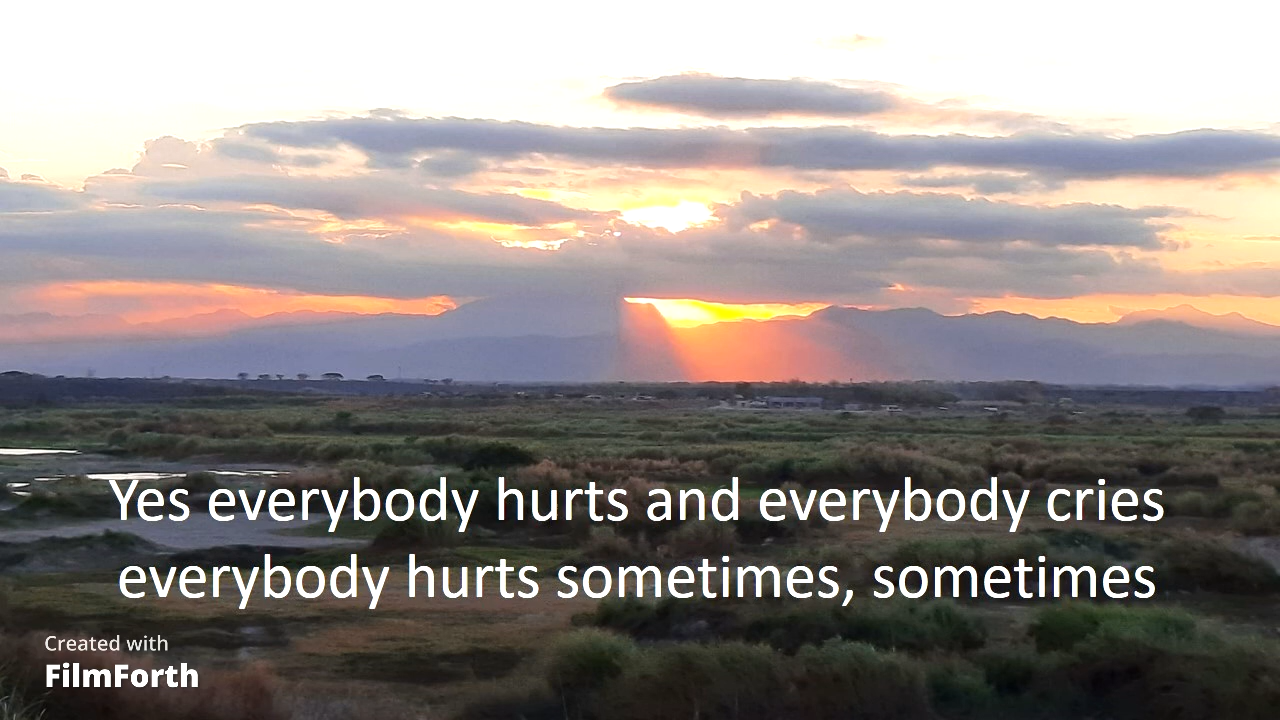 Yes everybody hurts and everybody cries
everybody hurts sometimes, sometimes
Created with
FilmForth